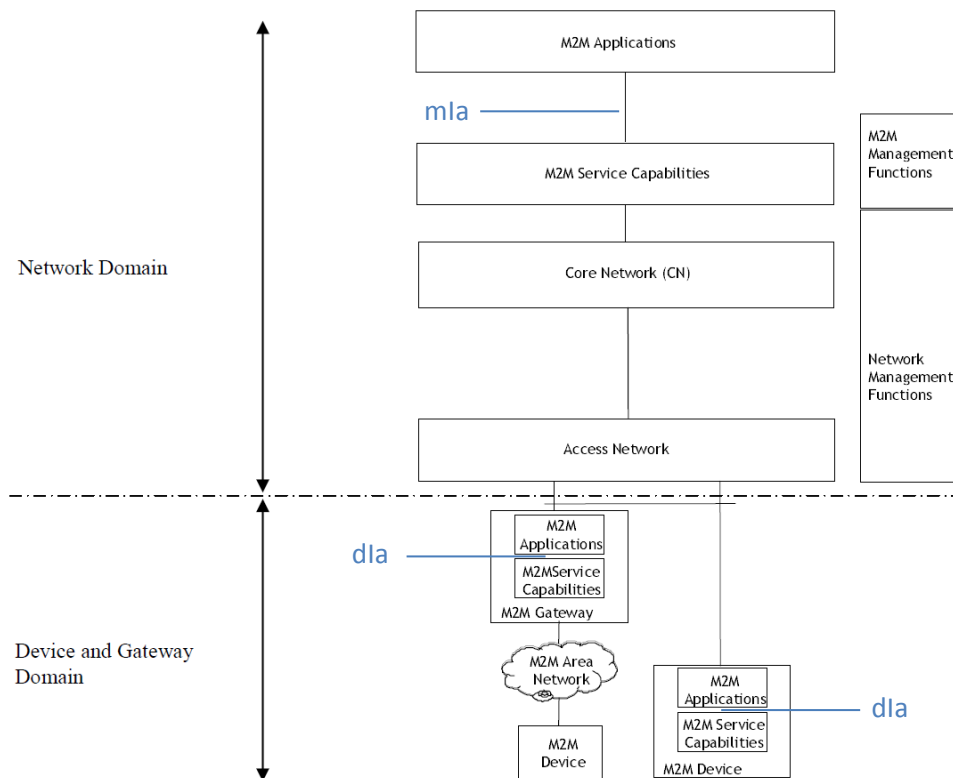 M2M Applications
mIa
M2M Service Capabilities
M2M
Management
Functions
Network Domain
Core Network (CN)
Network
Management
Functions
Access Network
M2M
Applications
dIa
M2MService
Capabilities
M2M Gateway
Device and Gateway
Domain
M2M Area
Network
M2M
Applications
dIa
M2M Service
Capabilities
M2M Device
M2M
Device